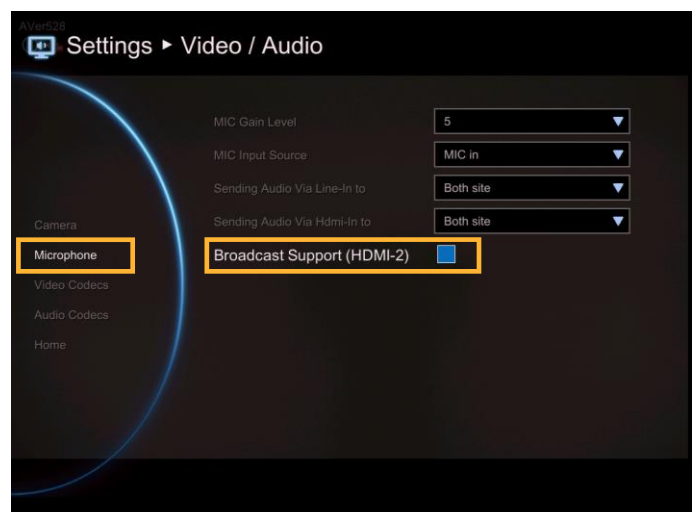 AVer528
Settings ▸ Video / Audio
MIC Gain Level 5
MIC Input Source MIC in
Sending Audio Via Line-In to Both site
Sending Audio Via Hdmi-In to Both site
Broadcast Support (HDMI-2)
Camera
Microphone
Video Codecs
Audio Codecs
Home